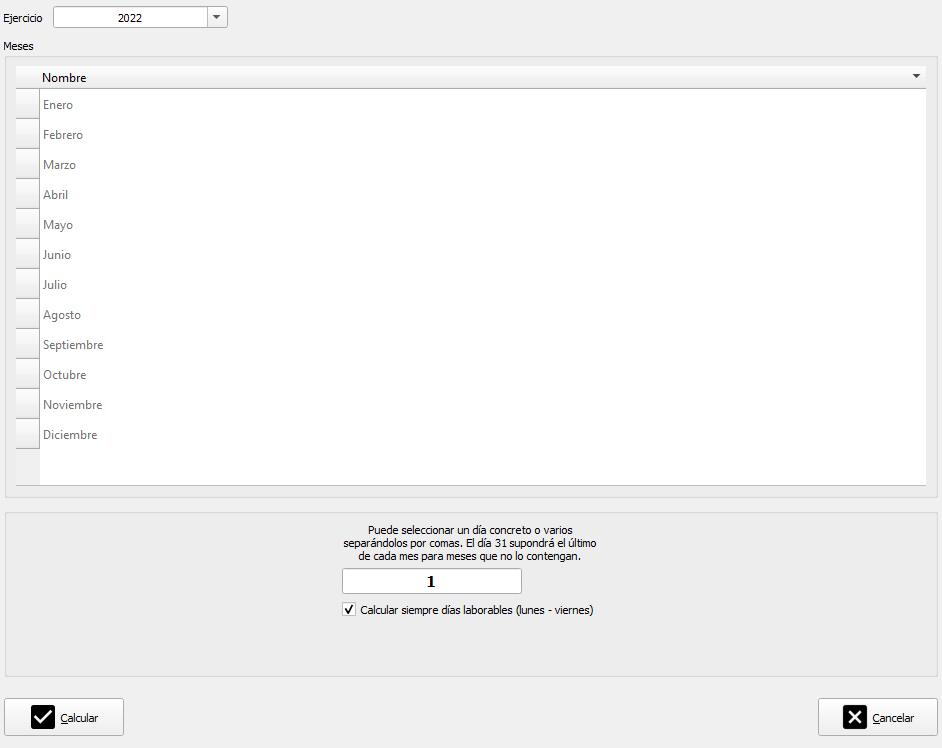 Ejercicio 2022
Meses
Nombre
Enero
Febrero
Marzo
Abril
Mayo
Junio
Julio
Agosto
Septiembre
Octubre
Noviembre
Diciembre
Puede seleccionar un día concreto o varios
separándolos por comas. El día 31 supondrá el último
de cada mes para meses que no lo contengan.
1
Calcular siempre días laborables (lunes - viernes)
Calcular Cancelar